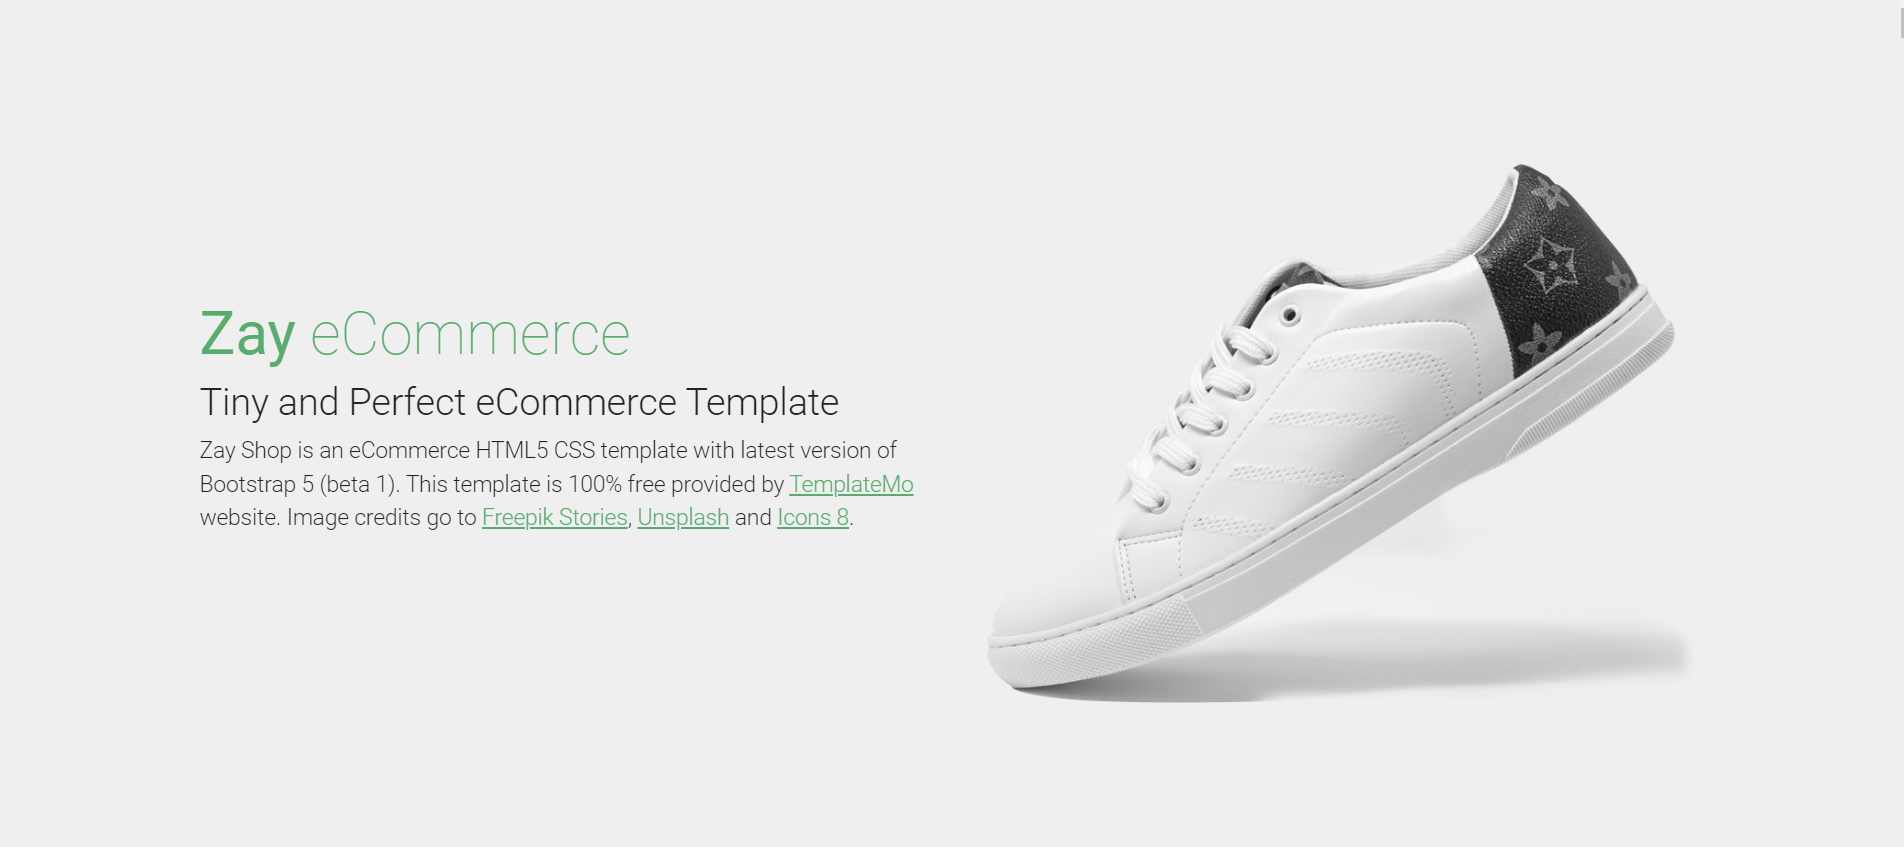 Zay eCommerce
Tiny and Perfect eCommerce Template
Zay Shop is an eCommerce HTML5 CSS template with latest version of
Bootstrap 5 (beta 1). This template is 100% free provided by TemplateMo
website. Image credits go to Freepik Stories, Unsplash and Icons 8.